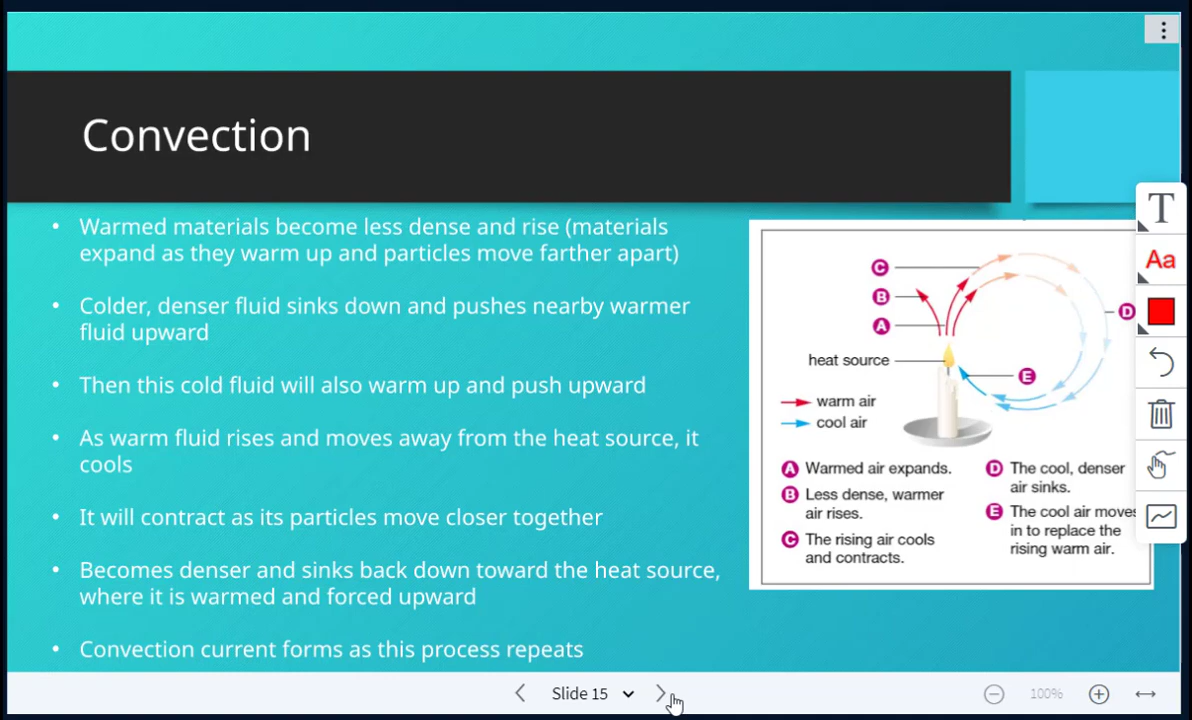 Convection
• Warmed materials become less dense and rise (materials
expand as they warm up and particles move farther apart)
• Colder, denser fluid sinks down and pushes nearby warmer
fluid upward
• Then this cold fluid will also warm up and push upward
• As warm fluid rises and moves away from the heat source, it
cools
• It will contract as its particles move closer together
• Becomes denser and sinks back down toward the heat source,
where it is warmed and forced upward
• Convection current forms as this process repeats
C
B
A
D
heat source
E
warm air
cool air
A Warmed air expands.
B Less dense, warmer
air rises.
C The rising air cools
and contracts.
D The cool, denser
air sinks.
E The cool air moves
in to replace the
rising warm air.
T
Aa
Slide 15
100%